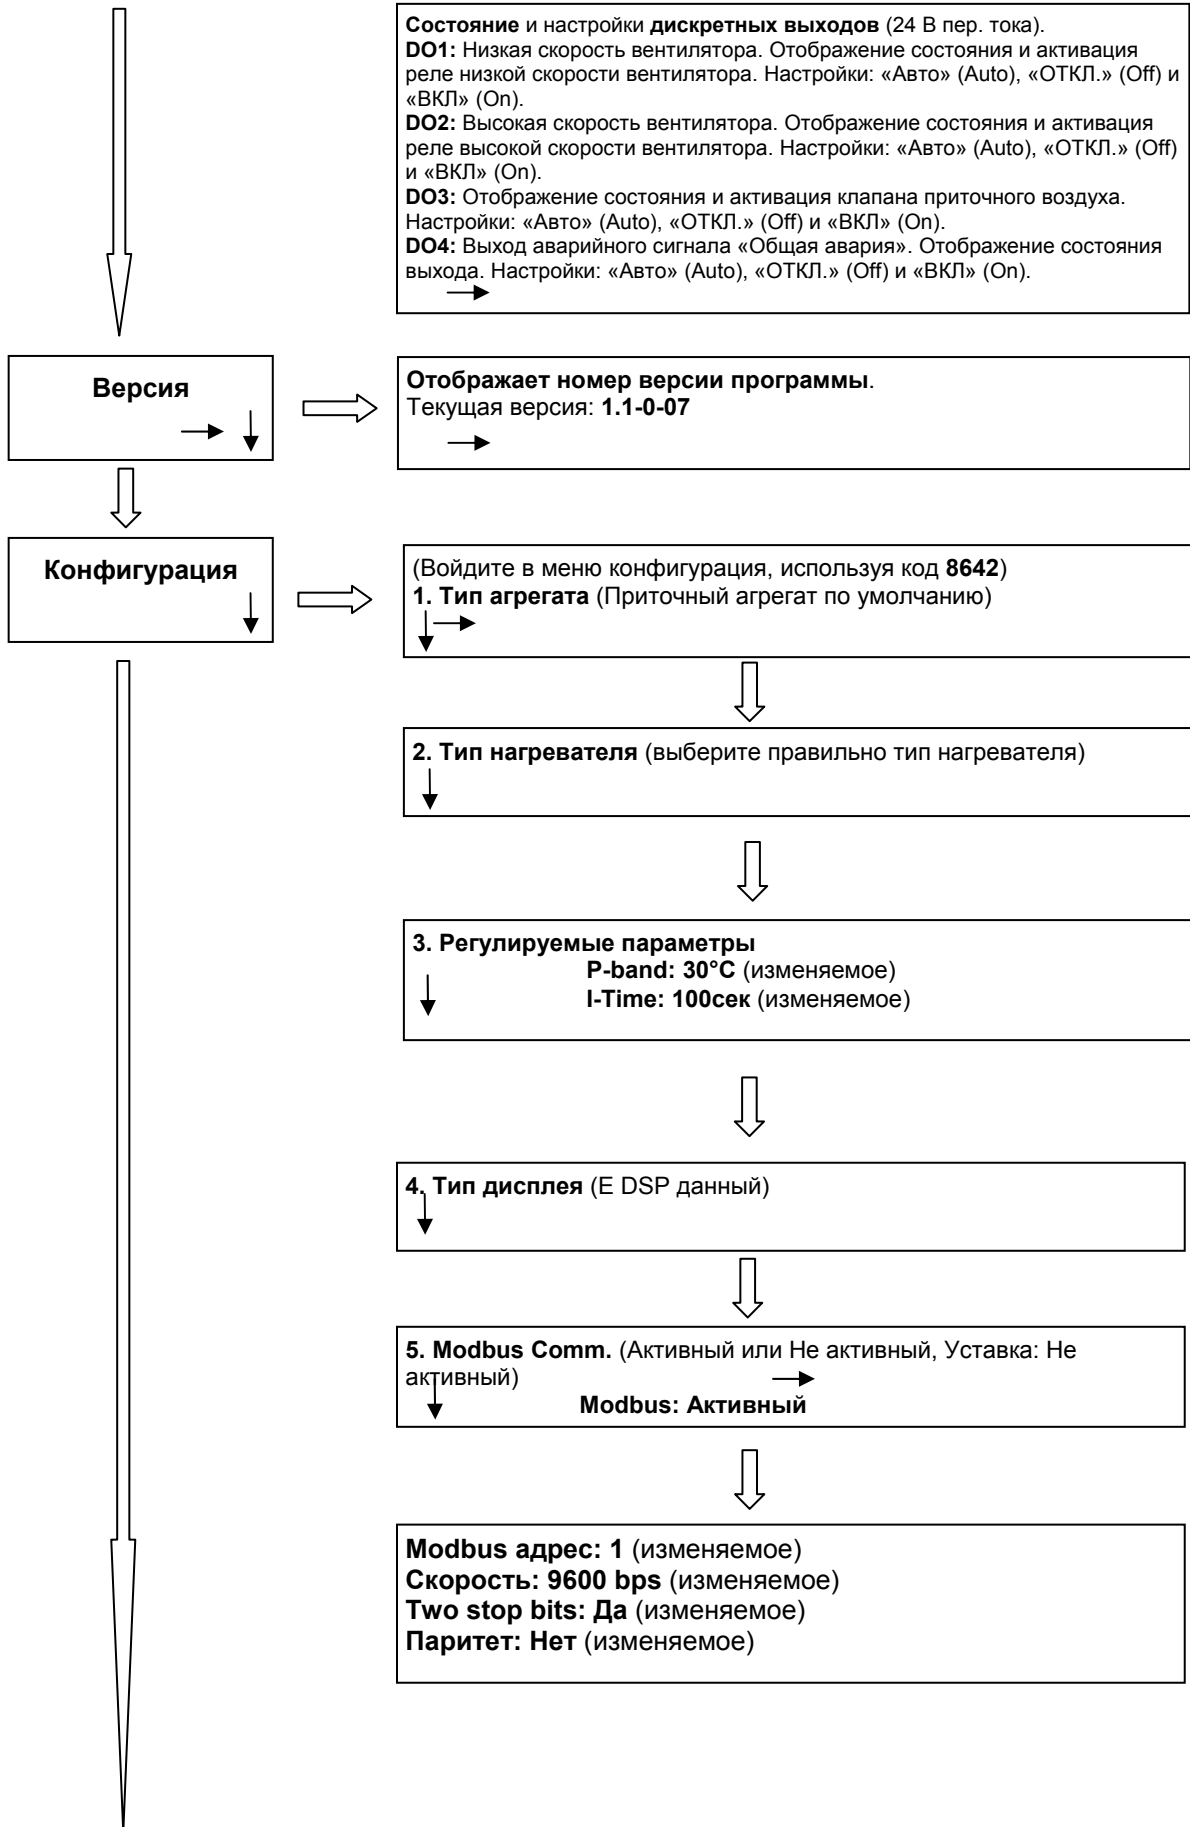 Состояние и настройки дискретных выходов (24 В пер. тока).
DO1: Низкая скорость вентилятора. Отображение состояния и активация
реле низкой скорости вентилятора. Настройки: «Авто» (Auto), «ОТКЛ.» (Off) и
«ВКЛ» (On).
DO2: Высокая скорость вентилятора. Отображение состояния и активация
реле высокой скорости вентилятора. Настройки: «Авто» (Auto), «ОТКЛ.» (Off)
и «ВКЛ» (On).
DO3: Отображение состояния и активация клапана приточного воздуха.
Настройки: «Авто» (Auto), «ОТКЛ.» (Off) и «ВКЛ» (On).
DO4: Выход аварийного сигнала «Общая авария». Отображение состояния
выхода. Настройки: «Авто» (Auto), «ОТКЛ.» (Off) и «ВКЛ» (On).
Версия
Отображает номер версии программы.
Текущая версия: 1.1-0-07
Конфигурация
(Войдите в меню конфигурация, используя код 8642)
1. Тип агрегата (Приточный агрегат по умолчанию)
2. Тип нагревателя (выберите правильно тип нагревателя)
3. Регулируемые параметры
P-band: 30°C (изменяемое)
I-Time: 100сек (изменяемое)
4. Тип дисплея (E DSP данный)
5. Modbus Comm. (Активный или Не активный, Уставка: Не
активный)
Modbus: Активный
Modbus адрес: 1 (изменяемое)
Скорость: 9600 bps (изменяемое)
Two stop bits: Да (изменяемое)
Паритет: Нет (изменяемое)